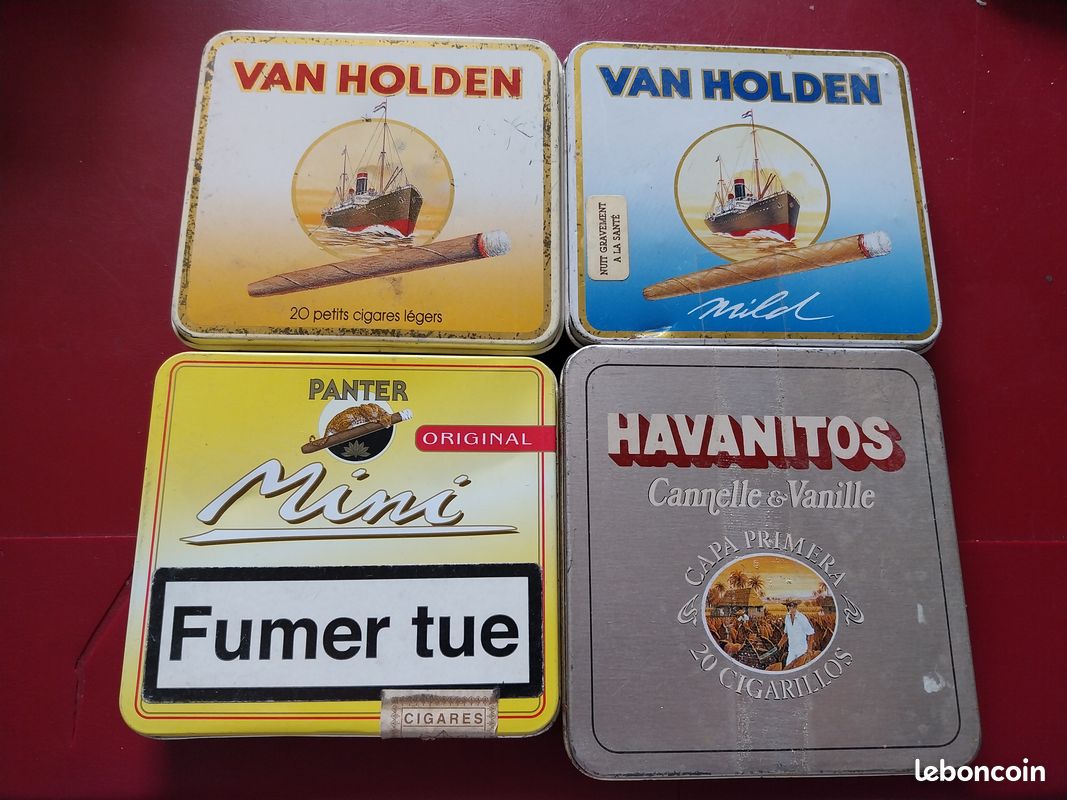 VAN HOLDEN
20 petits cigares légers
VAN HOLDEN
NUIT GRAVEMENT
A LA SANTÉ
mild
PANTER
ORIGINAL
Mini
Fumer tue
CIGARES
HAVANITOS
Cannelle & Vanille
CAPA PRIMERA
20 CIGARILLOS
leboncoin